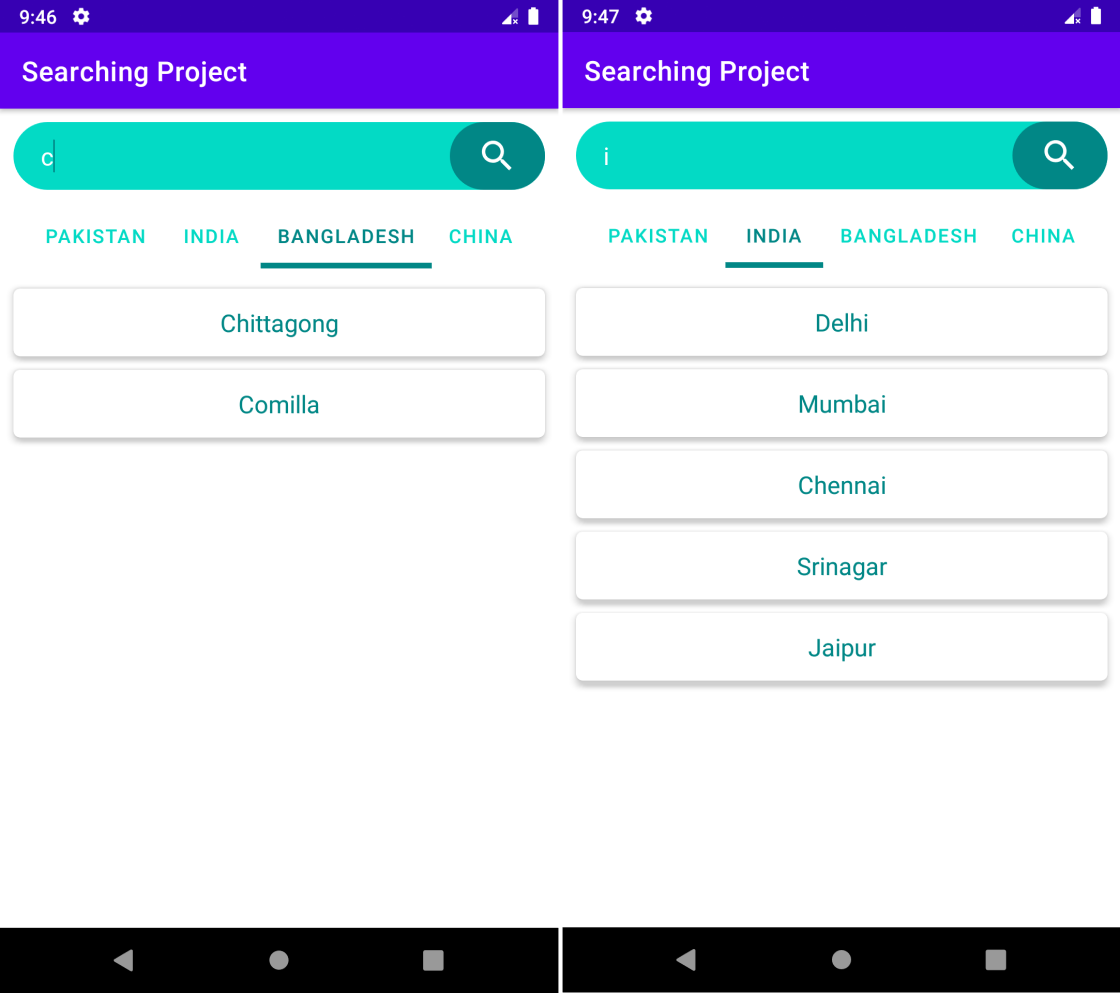 9:46
Searching Project
c
PAKISTAN INDIA BANGLADESH CHINA
Chittagong
Comilla
9:47
Searching Project
i
PAKISTAN INDIA BANGLADESH CHINA
Delhi
Mumbai
Chennai
Srinagar
Jaipur